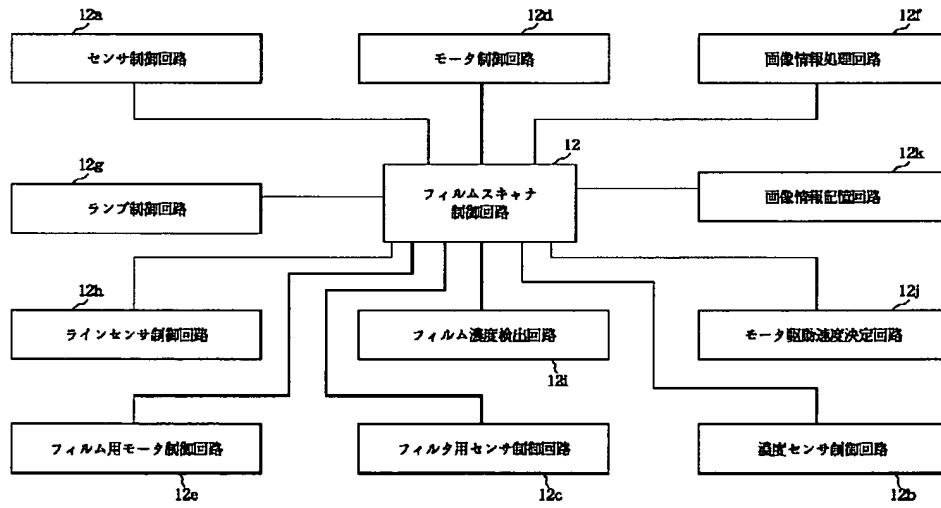 12a
12d
12f
センサ制御回路
モータ制御回路
画像情報処理回路
12g
12
12k
ランプ制御回路
フィルムスキャナ
制御回路
画像情報記憶回路
12h
12j
ラインセンサ制御回路
フィルム濃度検出回路
モータ駆動速度決定回路
12i
フィルム用モータ制御回路
フィルタ用センサ制御回路
濃度センサ制御回路
12e
12c
12b